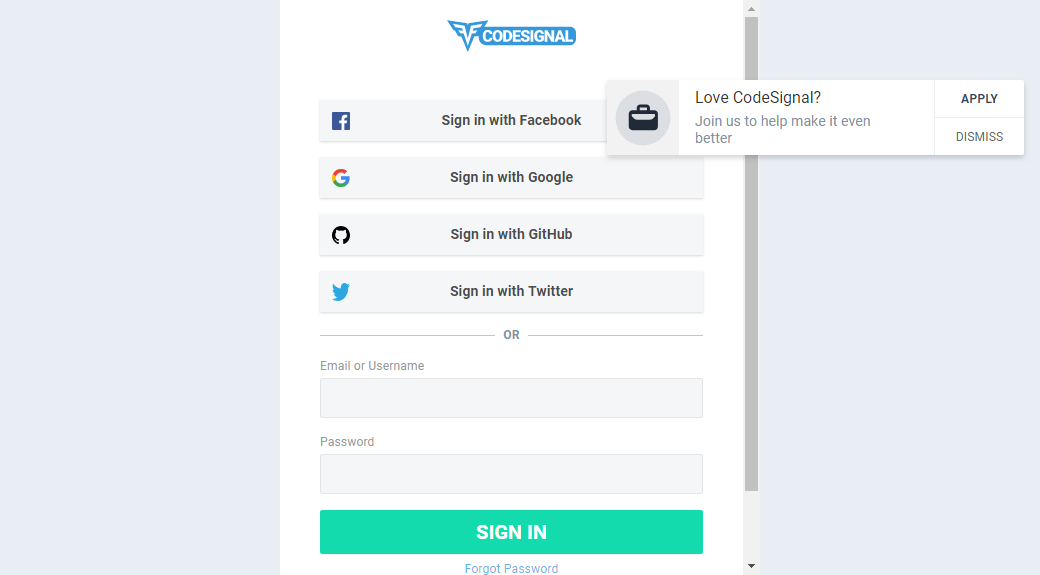 CODESIGNAL
Sign in with Facebook
Love CodeSignal?
Join us to help make it even
better
APPLY
DISMISS
Sign in with Google
Sign in with GitHub
Sign in with Twitter
OR
Email or Username
Password
SIGN IN
Forgot Password